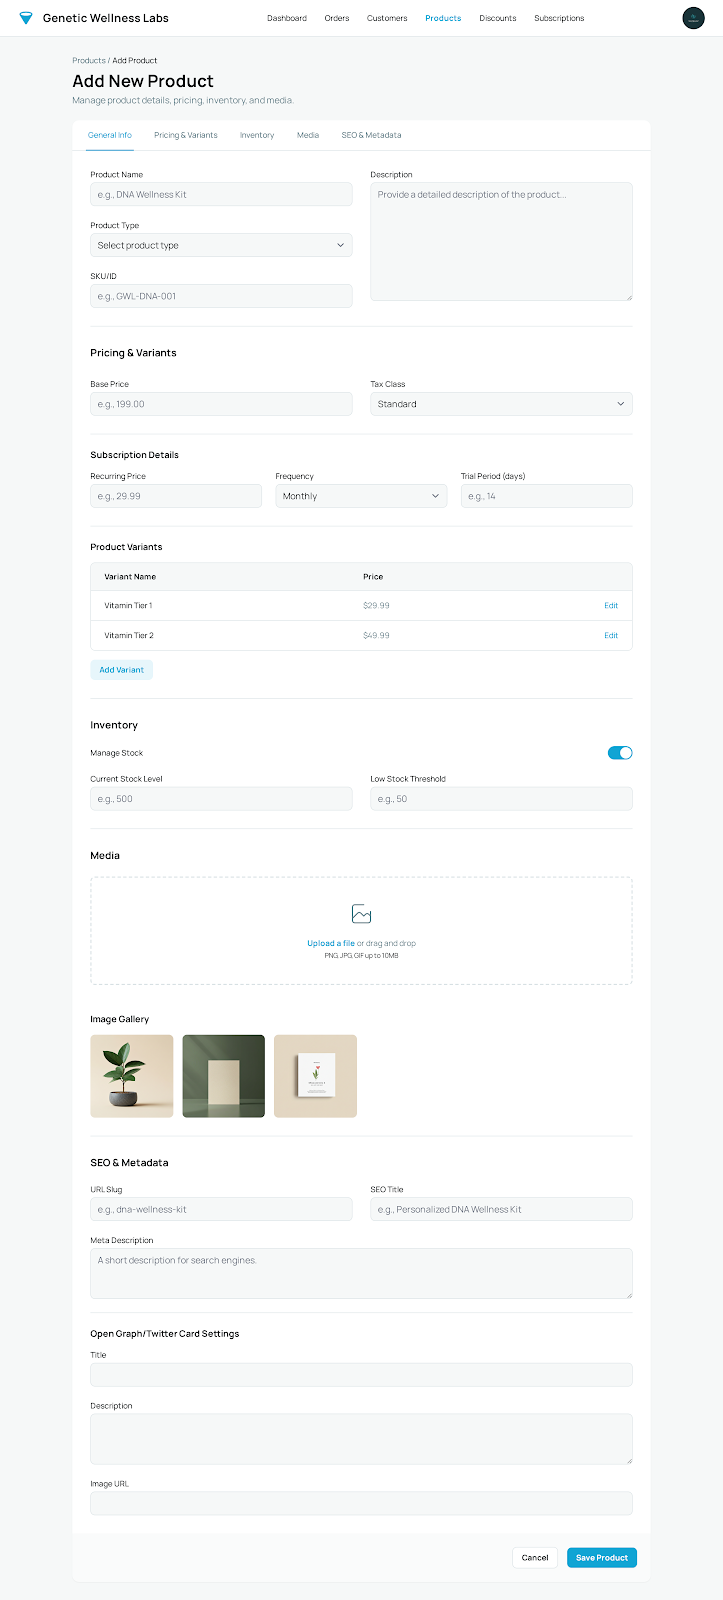 Genetic Wellness Labs
Dashboard
Orders
Customers
Products
Discounts
Subscriptions
Products / Add Product
Add New Product
Manage product details, pricing, inventory, and media.
General Info
Pricing & Variants
Inventory
Media
SEO & Metadata
Product Name
e.g., DNA Wellness Kit
Product Type
Select product type
SKU/ID
e.g., GWL-DNA-001
Description
Provide a detailed description of the product...
Pricing & Variants
Base Price
e.g., 199.00
Tax Class
Standard
Subscription Details
Recurring Price
e.g., 29.99
Frequency
Monthly
Trial Period (days)
e.g., 14
Product Variants
Variant Name Price
Vitamin Tier 1 $29.99 Edit
Vitamin Tier 2 $49.99 Edit
Add Variant
Inventory
Manage Stock
Current Stock Level
e.g., 500
Low Stock Threshold
e.g., 50
Media
Upload a file or drag and drop
PNG, JPG, GIF up to 10MB
Image Gallery
SEO & Metadata
URL Slug
e.g., dna-wellness-kit
SEO Title
e.g., Personalized DNA Wellness Kit
Meta Description
A short description for search engines.
Open Graph/Twitter Card Settings
Title
Description
Image URL
Cancel
Save Product